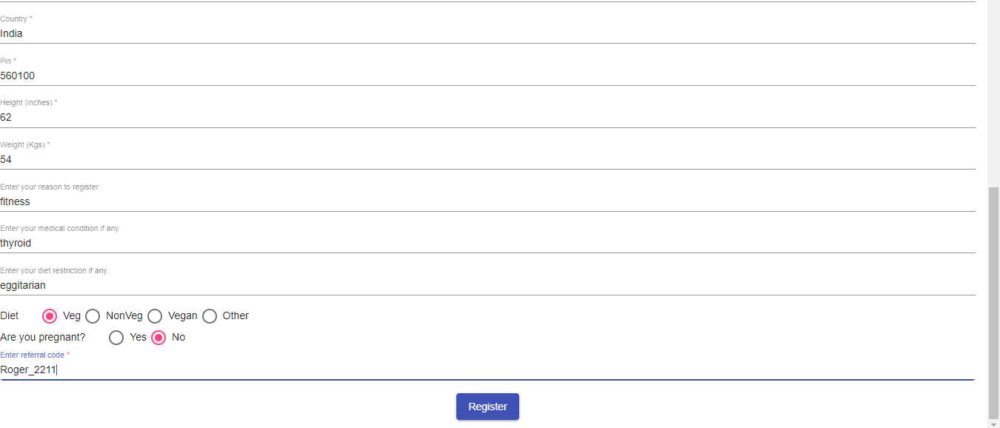 Country *
India
Pin *
560100
Height (inches) *
62
Weight (Kgs) *
54
Enter your reason to register
fitness
Enter your medical condition if any.
thyroid
Enter your diet restriction if any.
eggitarian
Diet Veg NonVeg Vegan Other
Are you pregnant? Yes No
Enter referral code *
Roger_2211
Register